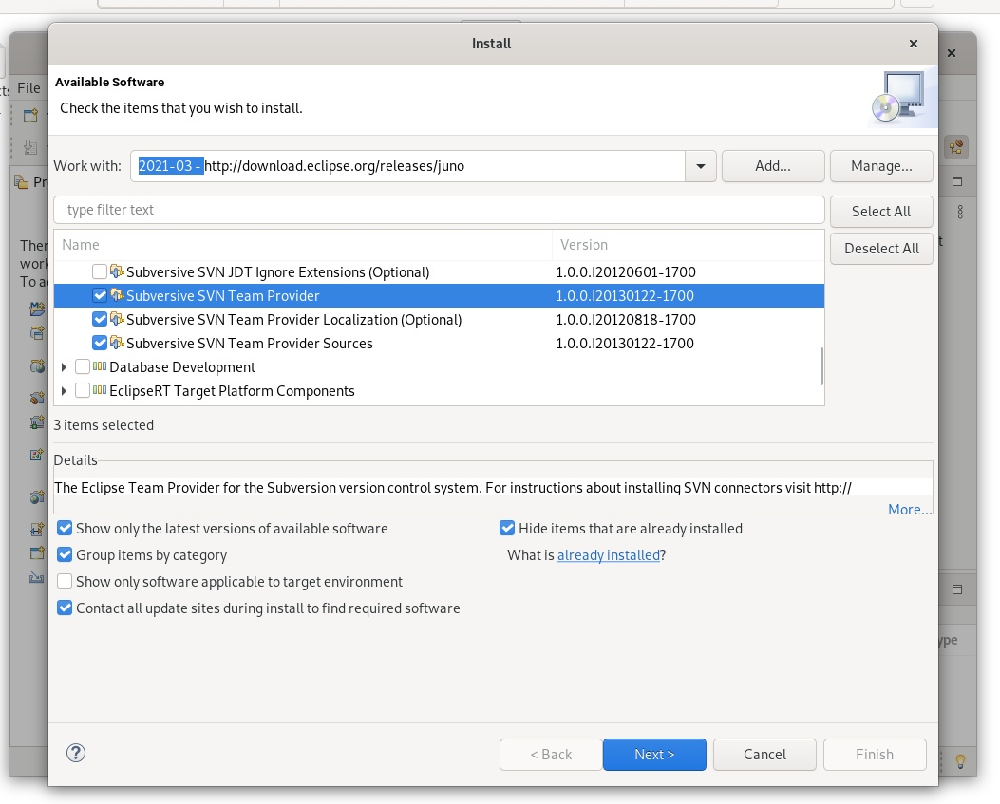 Install
Available Software
Check the items that you wish to install.
Work with: 2021-03 - http://download.eclipse.org/releases/juno
Add...
Manage...
type filter text
Select All
Deselect All
Name Version
Subversive SVN JDT Ignore Extensions (Optional) 1.0.0.I20120601-1700
Subversive SVN Team Provider 1.0.0.I20130122-1700
Subversive SVN Team Provider Localization (Optional) 1.0.0.I20120818-1700
Subversive SVN Team Provider Sources 1.0.0.I20130122-1700
Database Development
EclipseRT Target Platform Components
3 items selected
Details
The Eclipse Team Provider for the Subversion version control system. For instructions about installing SVN connectors visit http://
More...
Show only the latest versions of available software
Hide items that are already installed
Group items by category
What is already installed?
Show only software applicable to target environment
Contact all update sites during install to find required software
< Back
Next >
Cancel
Finish
File
Pr
Ther
work
To a